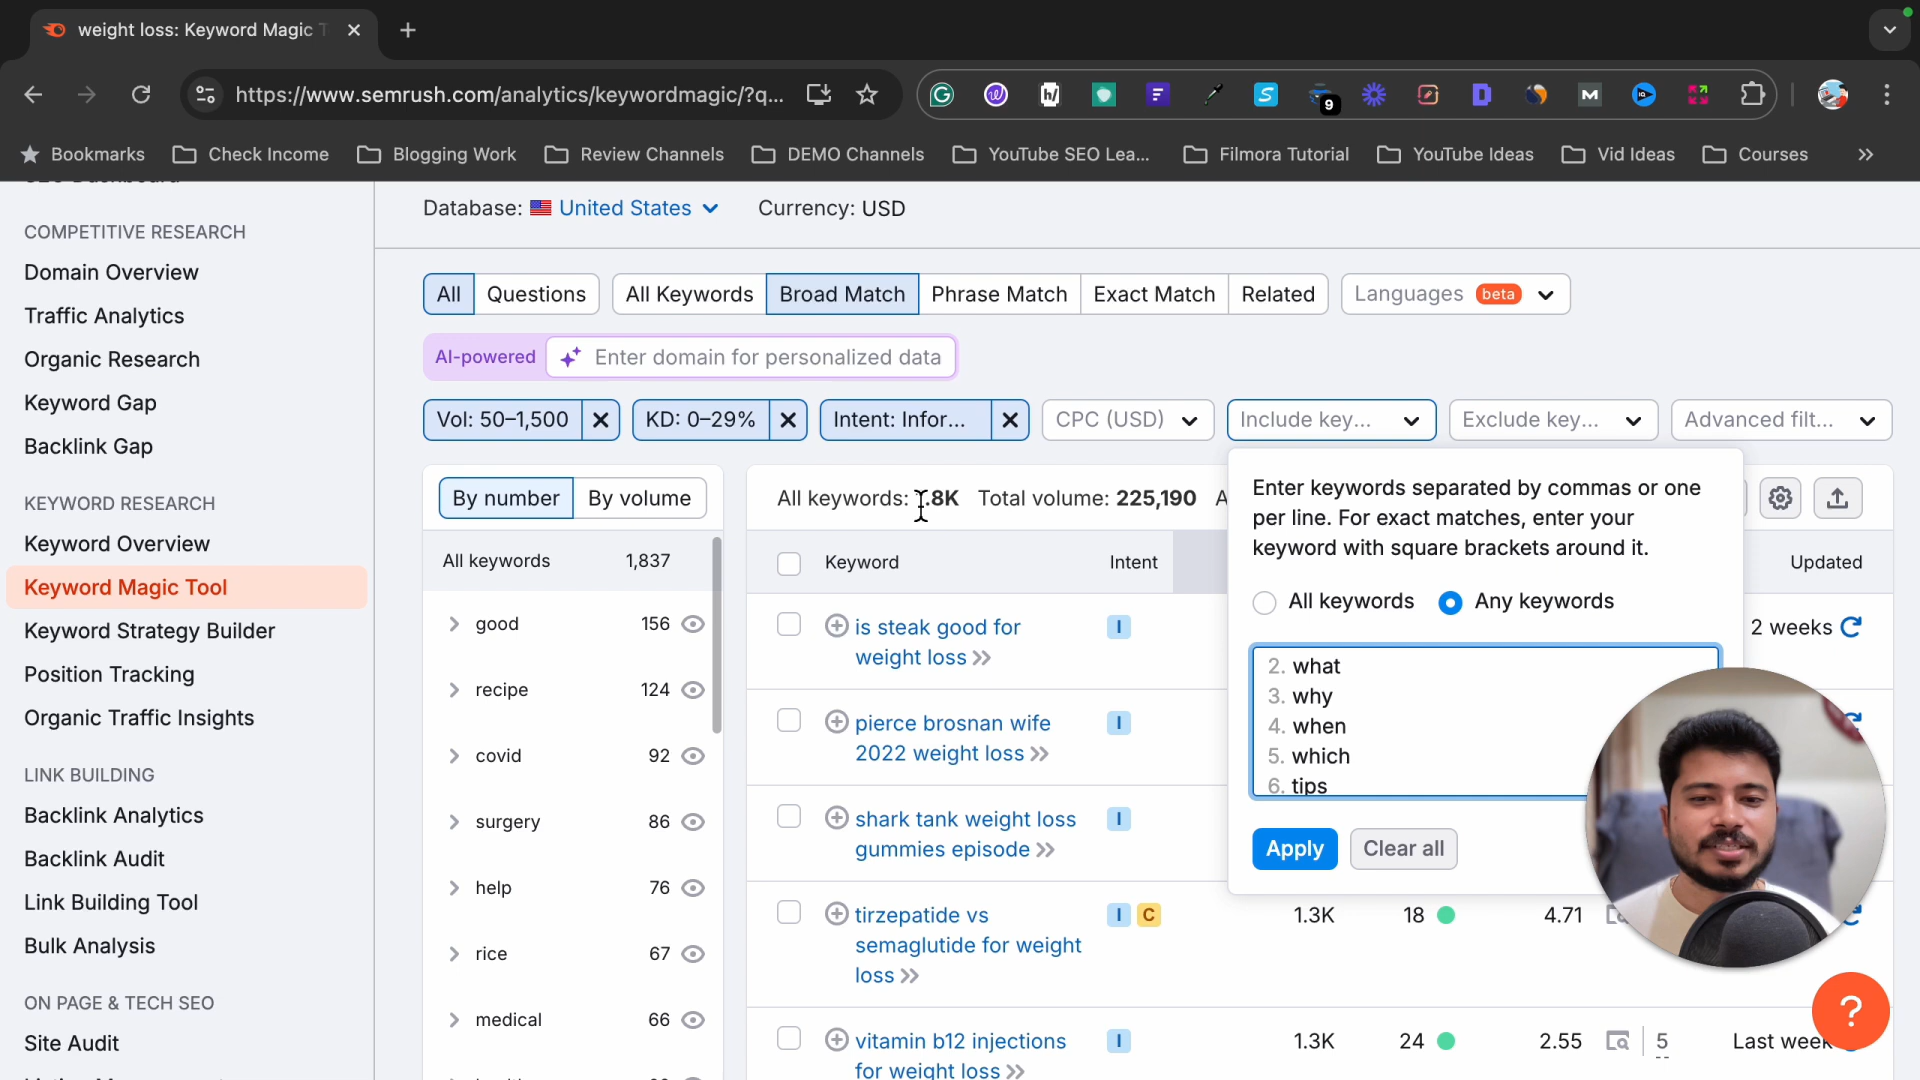 weight loss: Keyword Magic T
https://www.semrush.com/analytics/keywordmagic/?q...
9
Bookmarks
Check Income
Blogging Work
Review Channels
DEMO Channels
YouTube SEO Lea...
Filmora Tutorial
YouTube Ideas
Vid Ideas
Courses
COMPETITIVE RESEARCH
Domain Overview
Traffic Analytics
Organic Research
Keyword Gap
Backlink Gap
KEYWORD RESEARCH
Keyword Overview
Keyword Magic Tool
Keyword Strategy Builder
Position Tracking
Organic Traffic Insights
LINK BUILDING
Backlink Analytics
Backlink Audit
Link Building Tool
Bulk Analysis
ON PAGE & TECH SEO
Site Audit
Database: United States
Currency: USD
All
Questions
All Keywords
Broad Match
Phrase Match
Exact Match
Related
Languages beta
AI-powered
Enter domain for personalized data
Vol: 50–1,500
KD: 0–29%
Intent: Infor...
CPC (USD)
Include key...
Exclude key...
Advanced filt...
By number
By volume
All keywords 1,837
good 156
recipe 124
covid 92
surgery 86
help 76
rice 67
medical 66
All keywords: .8K Total volume: 225,190 A
Keyword Intent Updated
is steak good for
weight loss
I
2 weeks
pierce brosnan wife
2022 weight loss
I
shark tank weight loss
gummies episode
I
tirzepatide vs
semaglutide for weight
loss
I C
1.3K 18 4.71
vitamin b12 injections
for weight loss
I
1.3K 24 2.55 5 Last week
Enter keywords separated by commas or one
per line. For exact matches, enter your
keyword with square brackets around it.
All keywords
Any keywords
2. what
3. why
4. when
5. which
6. tips
Apply
Clear all
?